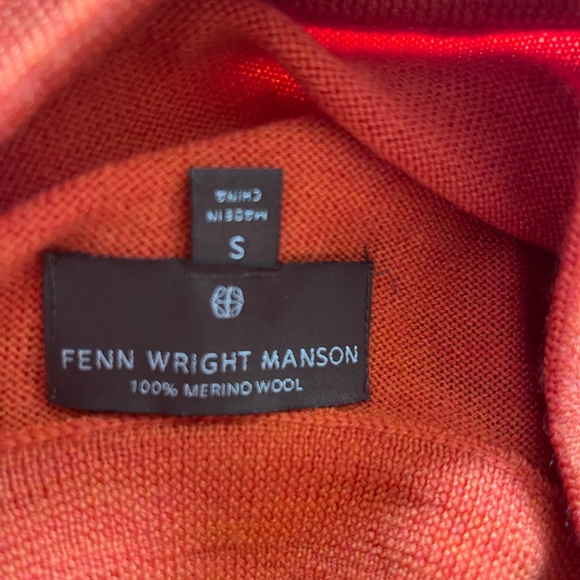 MADE IN
CHINA
S
FENN WRIGHT MANSON
100% MERINO WOOL